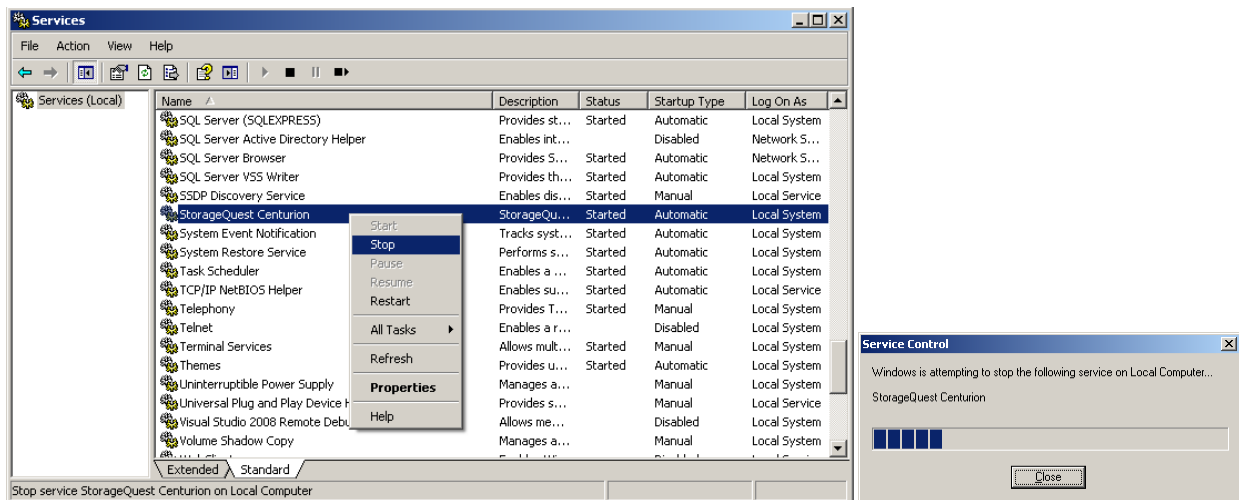 Services
File Action View Help
Services (Local)
Name Description Status Startup Type Log On As
SQL Server (SQLEXPRESS) Provides st... Started Automatic Local System
SQL Server Active Directory Helper Enables int... Disabled Network S...
SQL Server Browser Provides S... Started Automatic Network S...
SQL Server VSS Writer Provides th... Started Automatic Local System
SSDP Discovery Service Enables dis... Started Manual Local Service
StorageQuest Centurion StorageQu... Started Automatic Local System
System Event Notification Tracks syst... Started Automatic Local System
System Restore Service Performs s... Started Automatic Local System
Task Scheduler Enables a ... Started Automatic Local System
TCP/IP NetBIOS Helper Enables su... Started Automatic Local Service
Telephony Provides T... Started Manual Local System
Telnet Enables a r... Disabled Local System
Terminal Services Allows mult... Started Manual Local System
Themes Provides u... Started Automatic Local System
Uninterruptible Power Supply Manages a... Manual Local System
Universal Plug and Play Device Provides s... Manual Local Service
Visual Studio 2008 Remote Allows me... Disabled Local System
Volume Shadow Copy Manages a... Manual Local System
Start
Stop
Pause
Resume
Restart
All Tasks
Refresh
Properties
Help
Extended Standard
Stop service StorageQuest Centurion on Local Computer
Service Control
Windows is attempting to stop the following service on Local Computer...
StorageQuest Centurion
Close